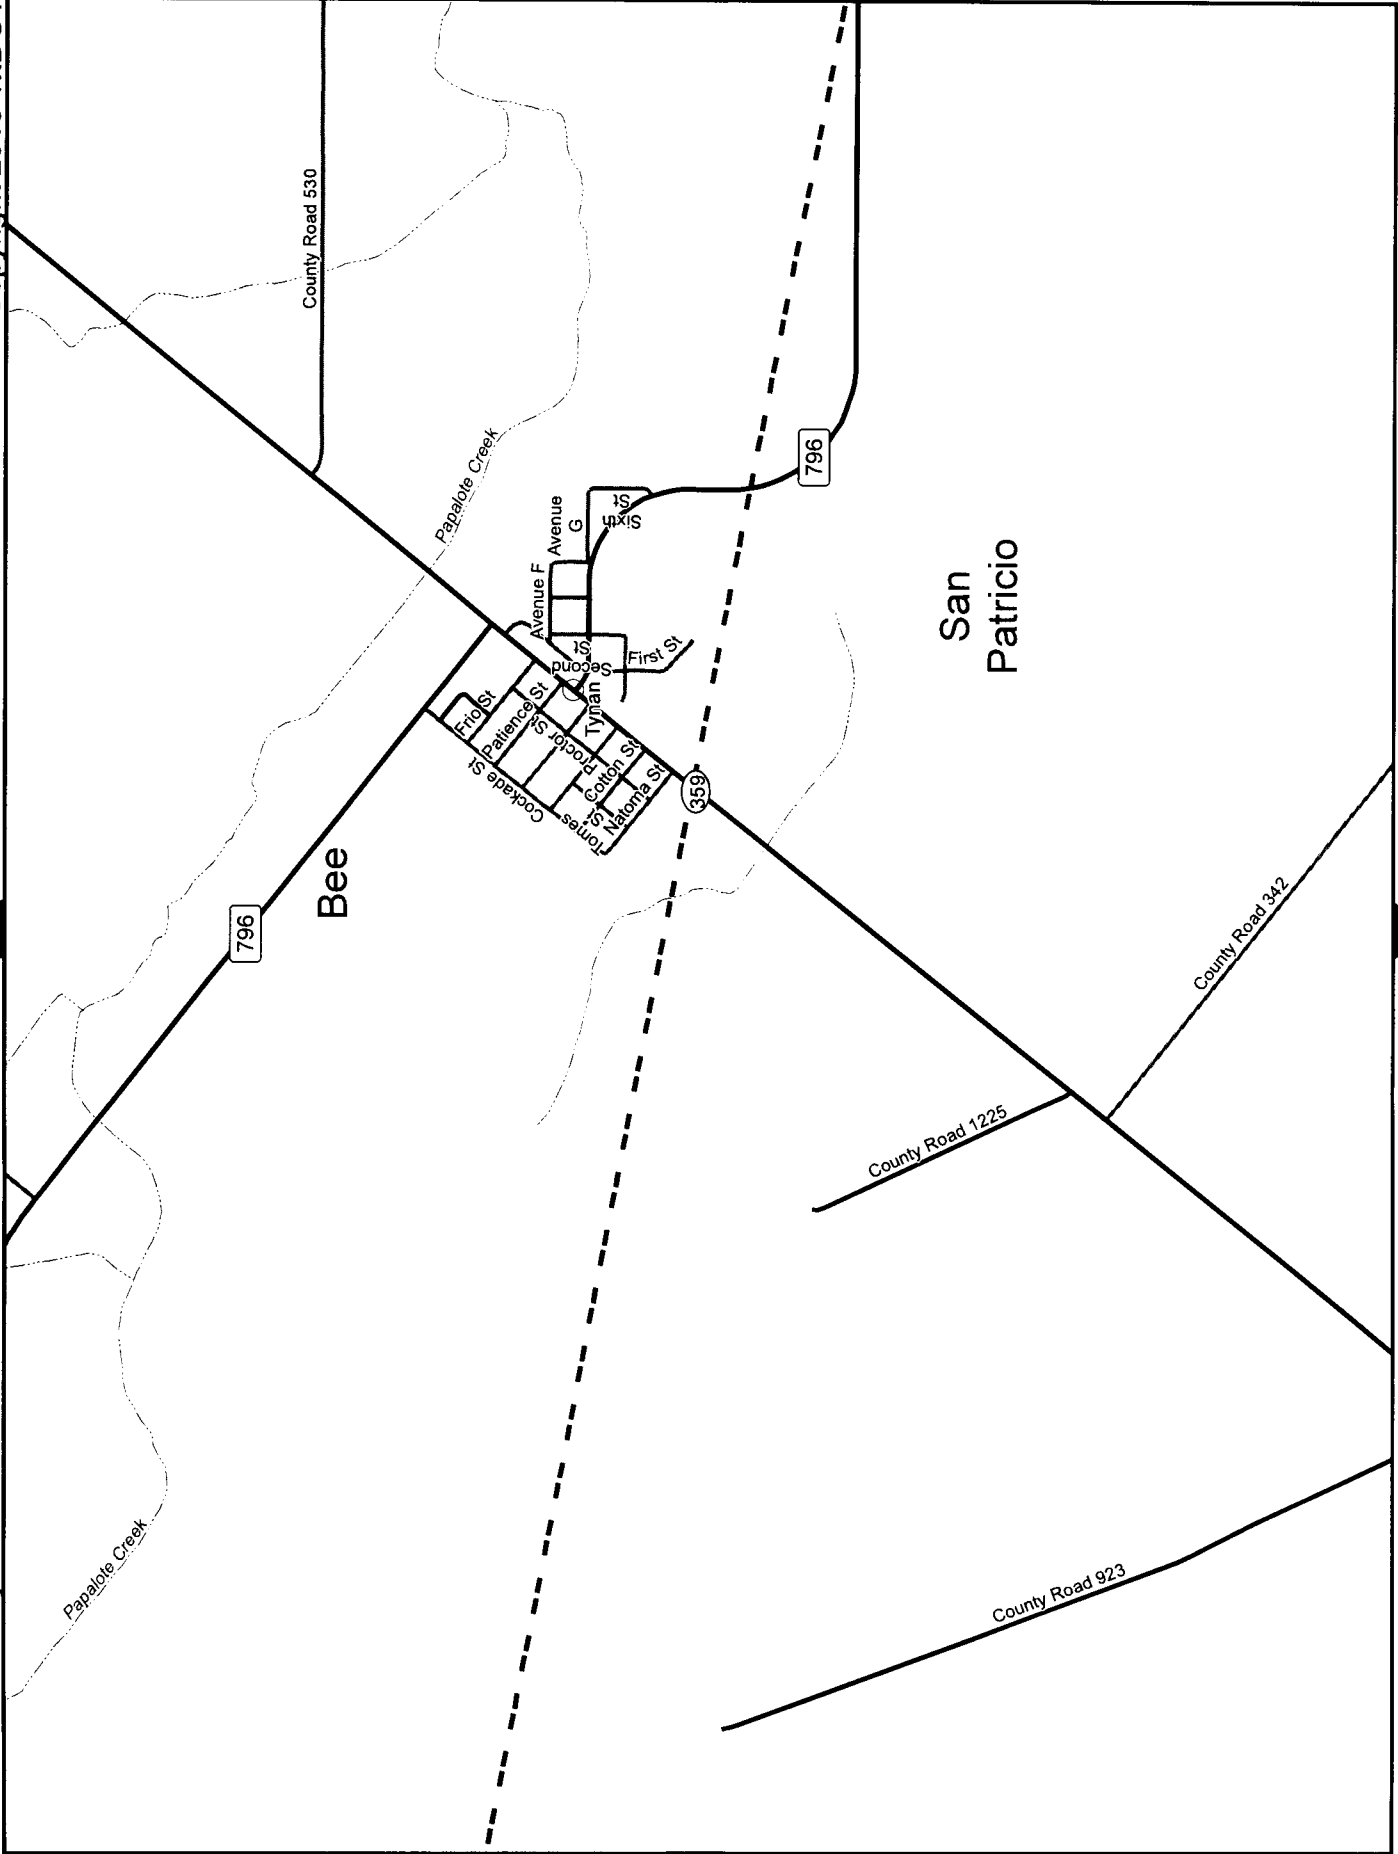 County Road 530
Papalote Creek
796
Bee
Avenue F
Avenue
G
Sixth
St
796
Second
St
First St
Tynan
Frio St
Patience St
Proctor St
Cotton St
Natoma St
Cockade St
Tomes
St
359
San
Patricio
County Road 342
County Road 1225
County Road 923
Papalote Creek